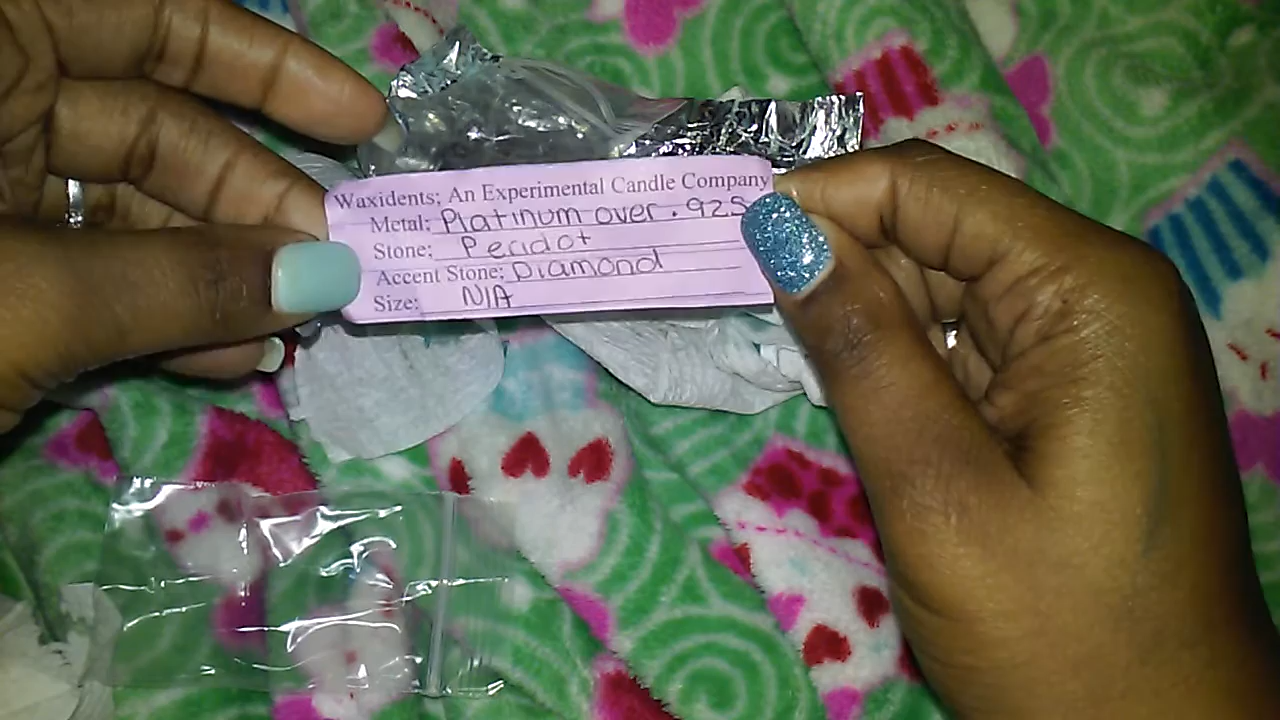 Waxidents; An Experimental Candle Company
Metal: Platinum over .925
Stone: Peridot
Accent Stone: Diamond
Size: N/A